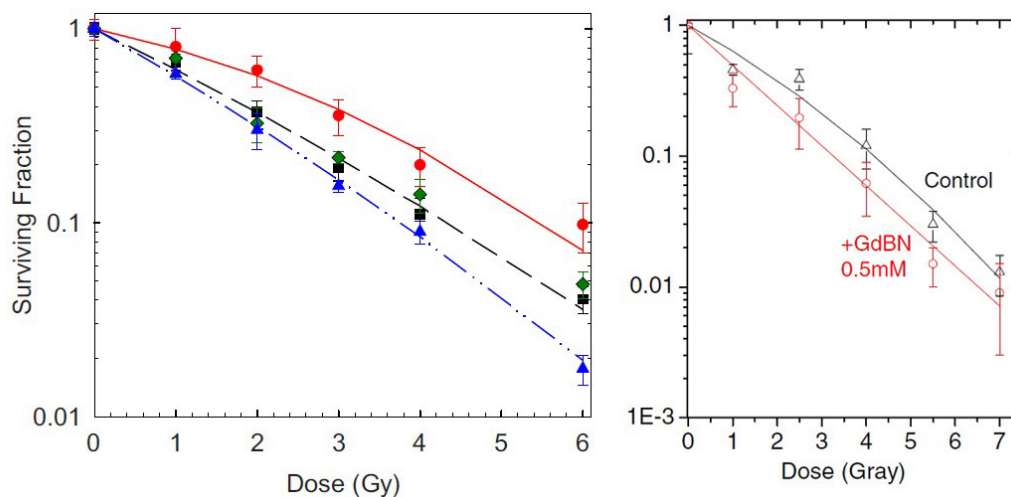 1
0.1
0.01
Surviving Fraction
0 1 2 3 4 5 6
Dose (Gy)
1
0.1
0.01
1E-3
Control
+GdBN
0.5mM
0 1 2 3 4 5 6 7
Dose (Gray)